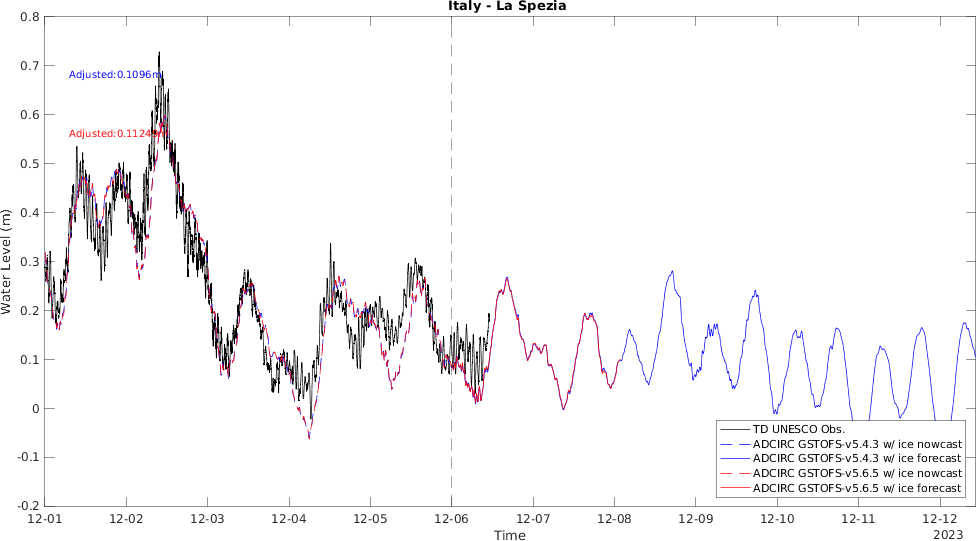 Italy - La Spezia
0.8
0.7
0.6
0.5
0.4
0.3
0.2
0.1
0
-0.1
-0.2
Water Level (m)
Adjusted:0.1096m
Adjusted:0.1124
12-01 12-02 12-03 12-04 12-05 12-06 12-07 12-08 12-09 12-10 12-11 12-12
Time
2023
TD UNESCO Obs.
ADCIRC GSTOFS-v5.4.3 w/ ice nowcast
ADCIRC GSTOFS-v5.4.3 w/ ice forecast
ADCIRC GSTOFS-v5.6.5 w/ ice nowcast
ADCIRC GSTOFS-v5.6.5 w/ ice forecast